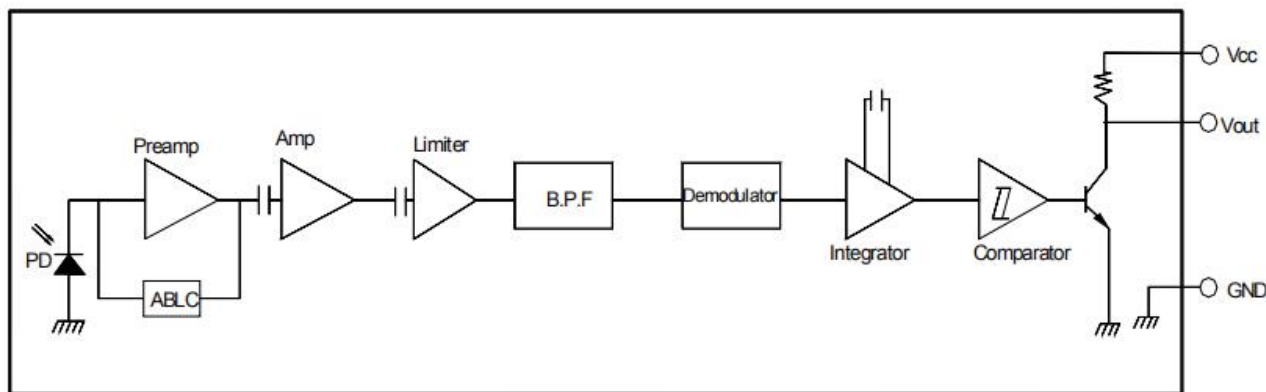 Vcc
Vout
Preamp
Amp
Limiter
B.P.F
Demodulator
Integrator
Comparator
PD
ABLC
GND